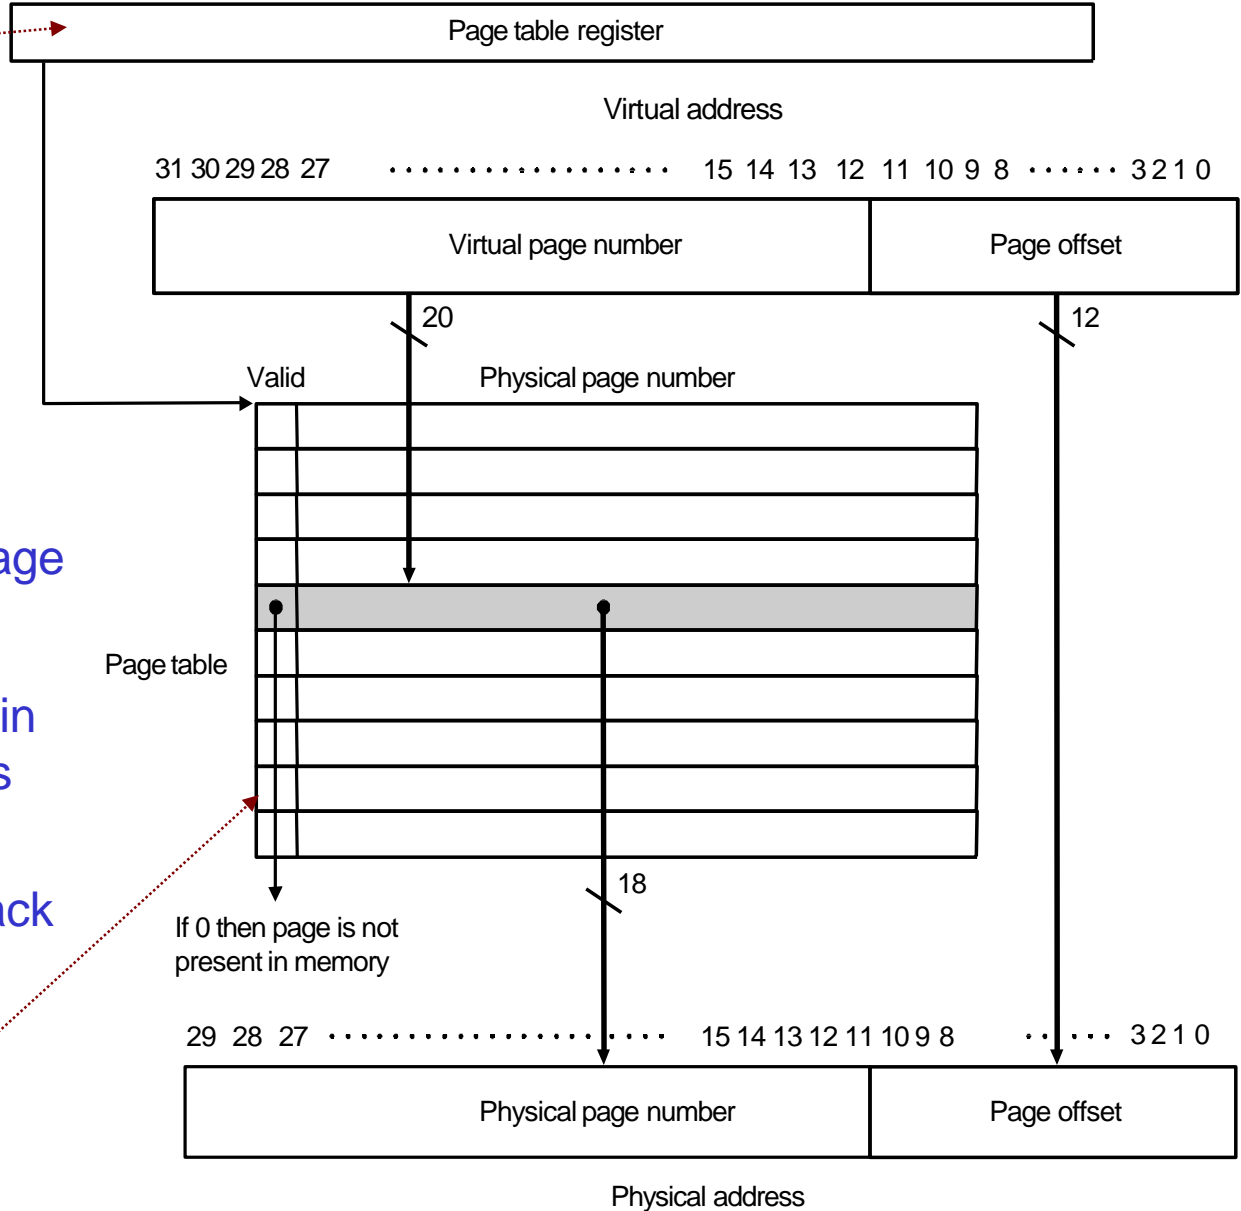 Page table register
Virtual address
31 30 29 28 27 ................... 15 14 13 12 11 10 9 8 ...... 3 2 1 0
Virtual page number Page offset
20 12
Valid Physical page number
age
Page table
in
s
18
ack
If 0 then page is not
present in memory
29 28 27 ...................... 15 14 13 12 11 10 9 8 ...... 3 2 1 0
Physical page number Page offset
Physical address